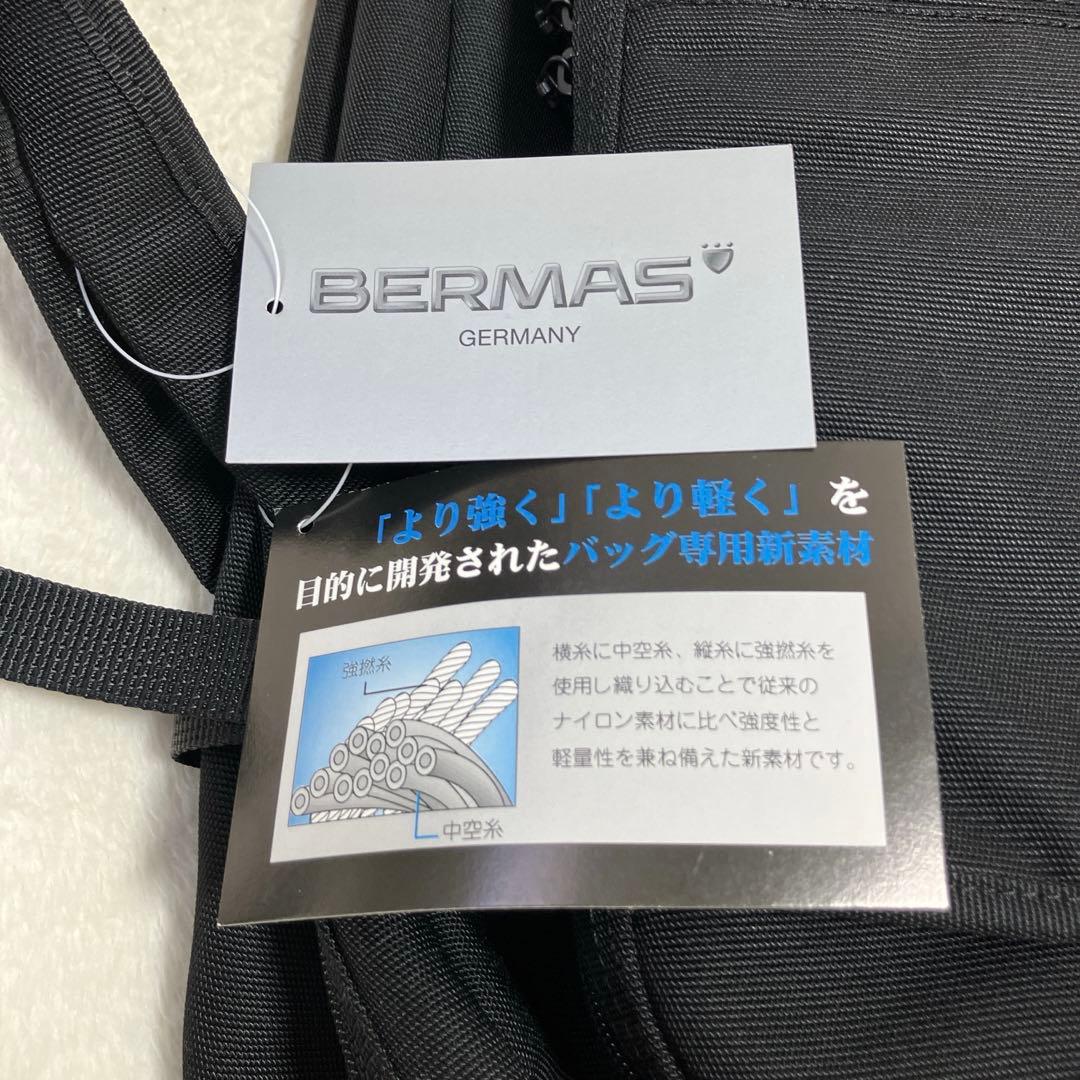 BERMAS
GERMANY
「より強く」「より軽く」を
目的に開発されたバッグ専用新素材
強撚糸
横糸に中空糸、縦糸に強撚糸を
使用し織り込むことで従来の
ナイロン素材に比べ強度性と
軽量性を兼ね備えた新素材です。
中空糸